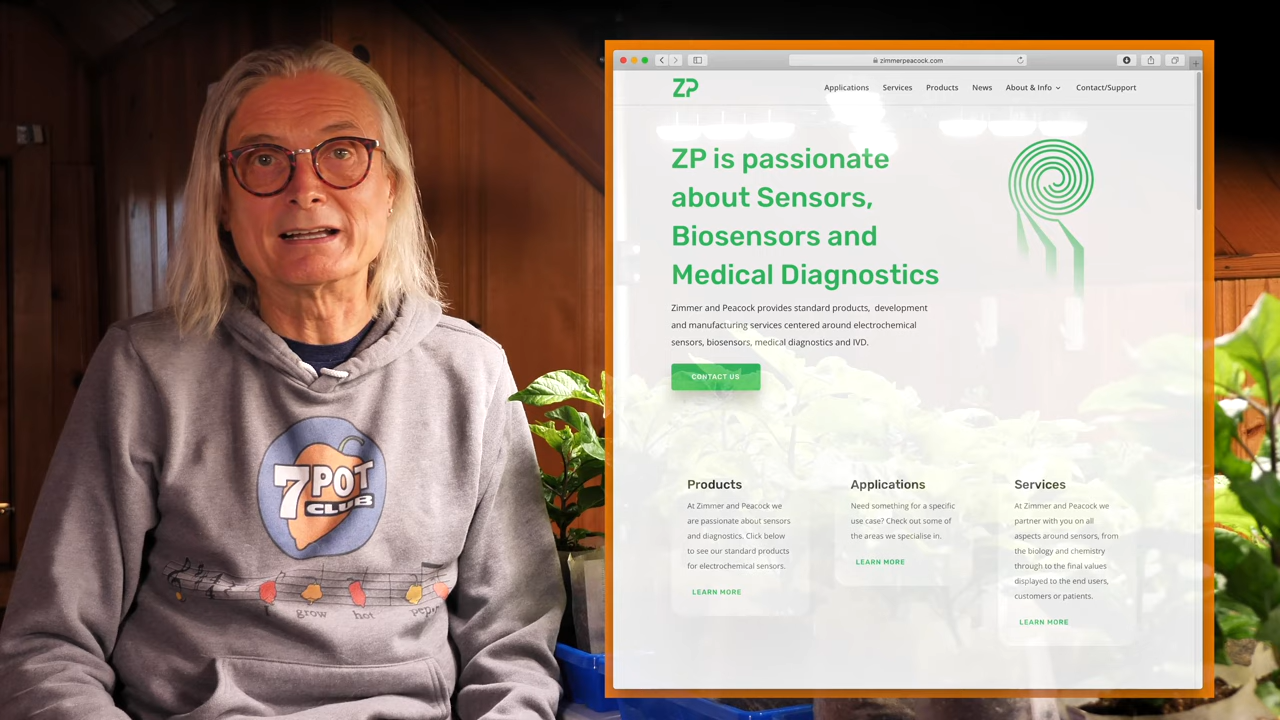 7 POT
CLUB
I
grow
hot
zimmerpeacock.com
ZP
Applications Services Products News About & Info Contact/Support
ZP is passionate
about Sensors,
Biosensors and
Medical Diagnostics
Zimmer and Peacock provides standard products, development
and manufacturing services centered around electrochemical
sensors, biosensors, medical diagnostics and IVD.
CONTACT US
Products
At Zimmer and Peacock we
are passionate about sensors
and diagnostics. Click below
to see our standard products
for electrochemical sensors.
LEARN MORE
Applications
Need something for a specific
use case? Check out some of
the areas we specialise in.
LEARN MORE
Services
At Zimmer and Peacock we
partner with you on all
aspects around sensors, from
the biology and chemistry
through to the final values
displayed to the end users,
customers or patients.
LEARN MORE